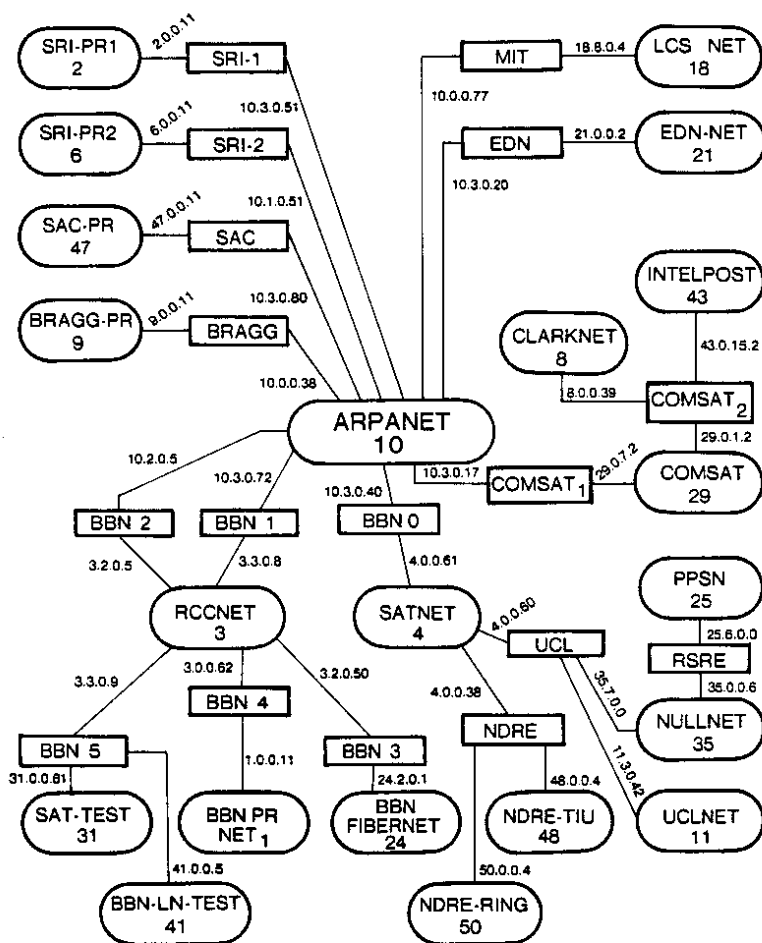 SRI-PR1
2
2.0.0.11
SRI-1
10.3.0.51
MIT
18.8.0.4
LCS NET
18
10.0.0.77
SRI-PR2
6
6.0.0.11
SRI-2
10.1.0.51
EDN
21.0.0.2
EDN-NET
21
10.3.0.20
SAC-PR
47
47.0.0.11
SAC
10.3.0.80
BRAGG-PR
9
9.0.0.11
BRAGG
10.0.0.38
INTELPOST
43
43.0.15.2
CLARKNET
8
8.0.0.39
COMSAT2
29.0.1.2
ARPANET
10
10.3.0.17
COMSAT1
29.0.7.2
COMSAT
29
10.2.0.5
10.3.0.72
10.3.0.40
BBN 2
BBN 1
BBN 0
3.2.0.5
3.3.0.8
4.0.0.61
RCCNET
3
SATNET
4
4.0.0.60
UCL
PPSN
25
25.6.0.0
RSRE
35.0.0.6
35.7.0.0
NULLNET
35
3.3.0.9
3.0.0.62
3.2.0.50
4.0.0.38
BBN 5
BBN 4
BBN 3
NDRE
11.3.0.42
31.0.0.61
1.0.0.11
24.2.0.1
48.0.0.4
SAT-TEST
31
BBN PR
NET1
BBN
FIBERNET
24
NDRE-TIU
48
UCLNET
11
41.0.0.5
50.0.0.4
BBN-LN-TEST
41
NDRE-RING
50